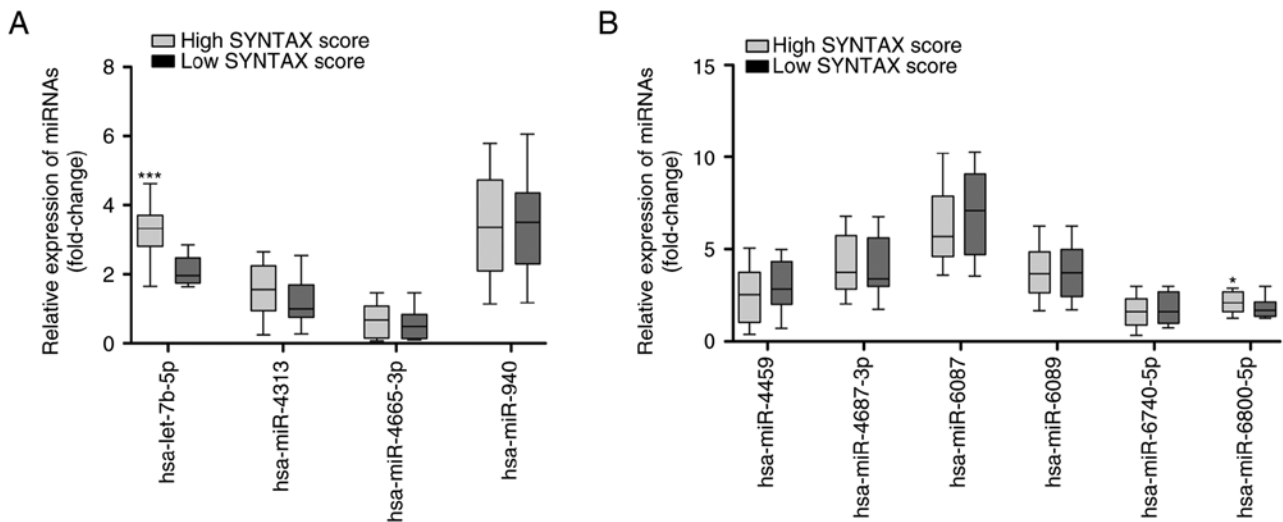 A
High SYNTAX score
Low SYNTAX score
Relative expression of miRNAs
(fold-change)
8
6
4
2
0
***
hsa-let-7b-5p
hsa-miR-4313
hsa-miR-4665-3p
hsa-miR-940
B
High SYNTAX score
Low SYNTAX score
Relative expression of miRNAs
(fold-change)
15
10
5
0
*
hsa-miR-4459
hsa-miR-4687-3p
hsa-miR-6087
hsa-miR-6089
hsa-miR-6740-5p
hsa-miR-6800-5p